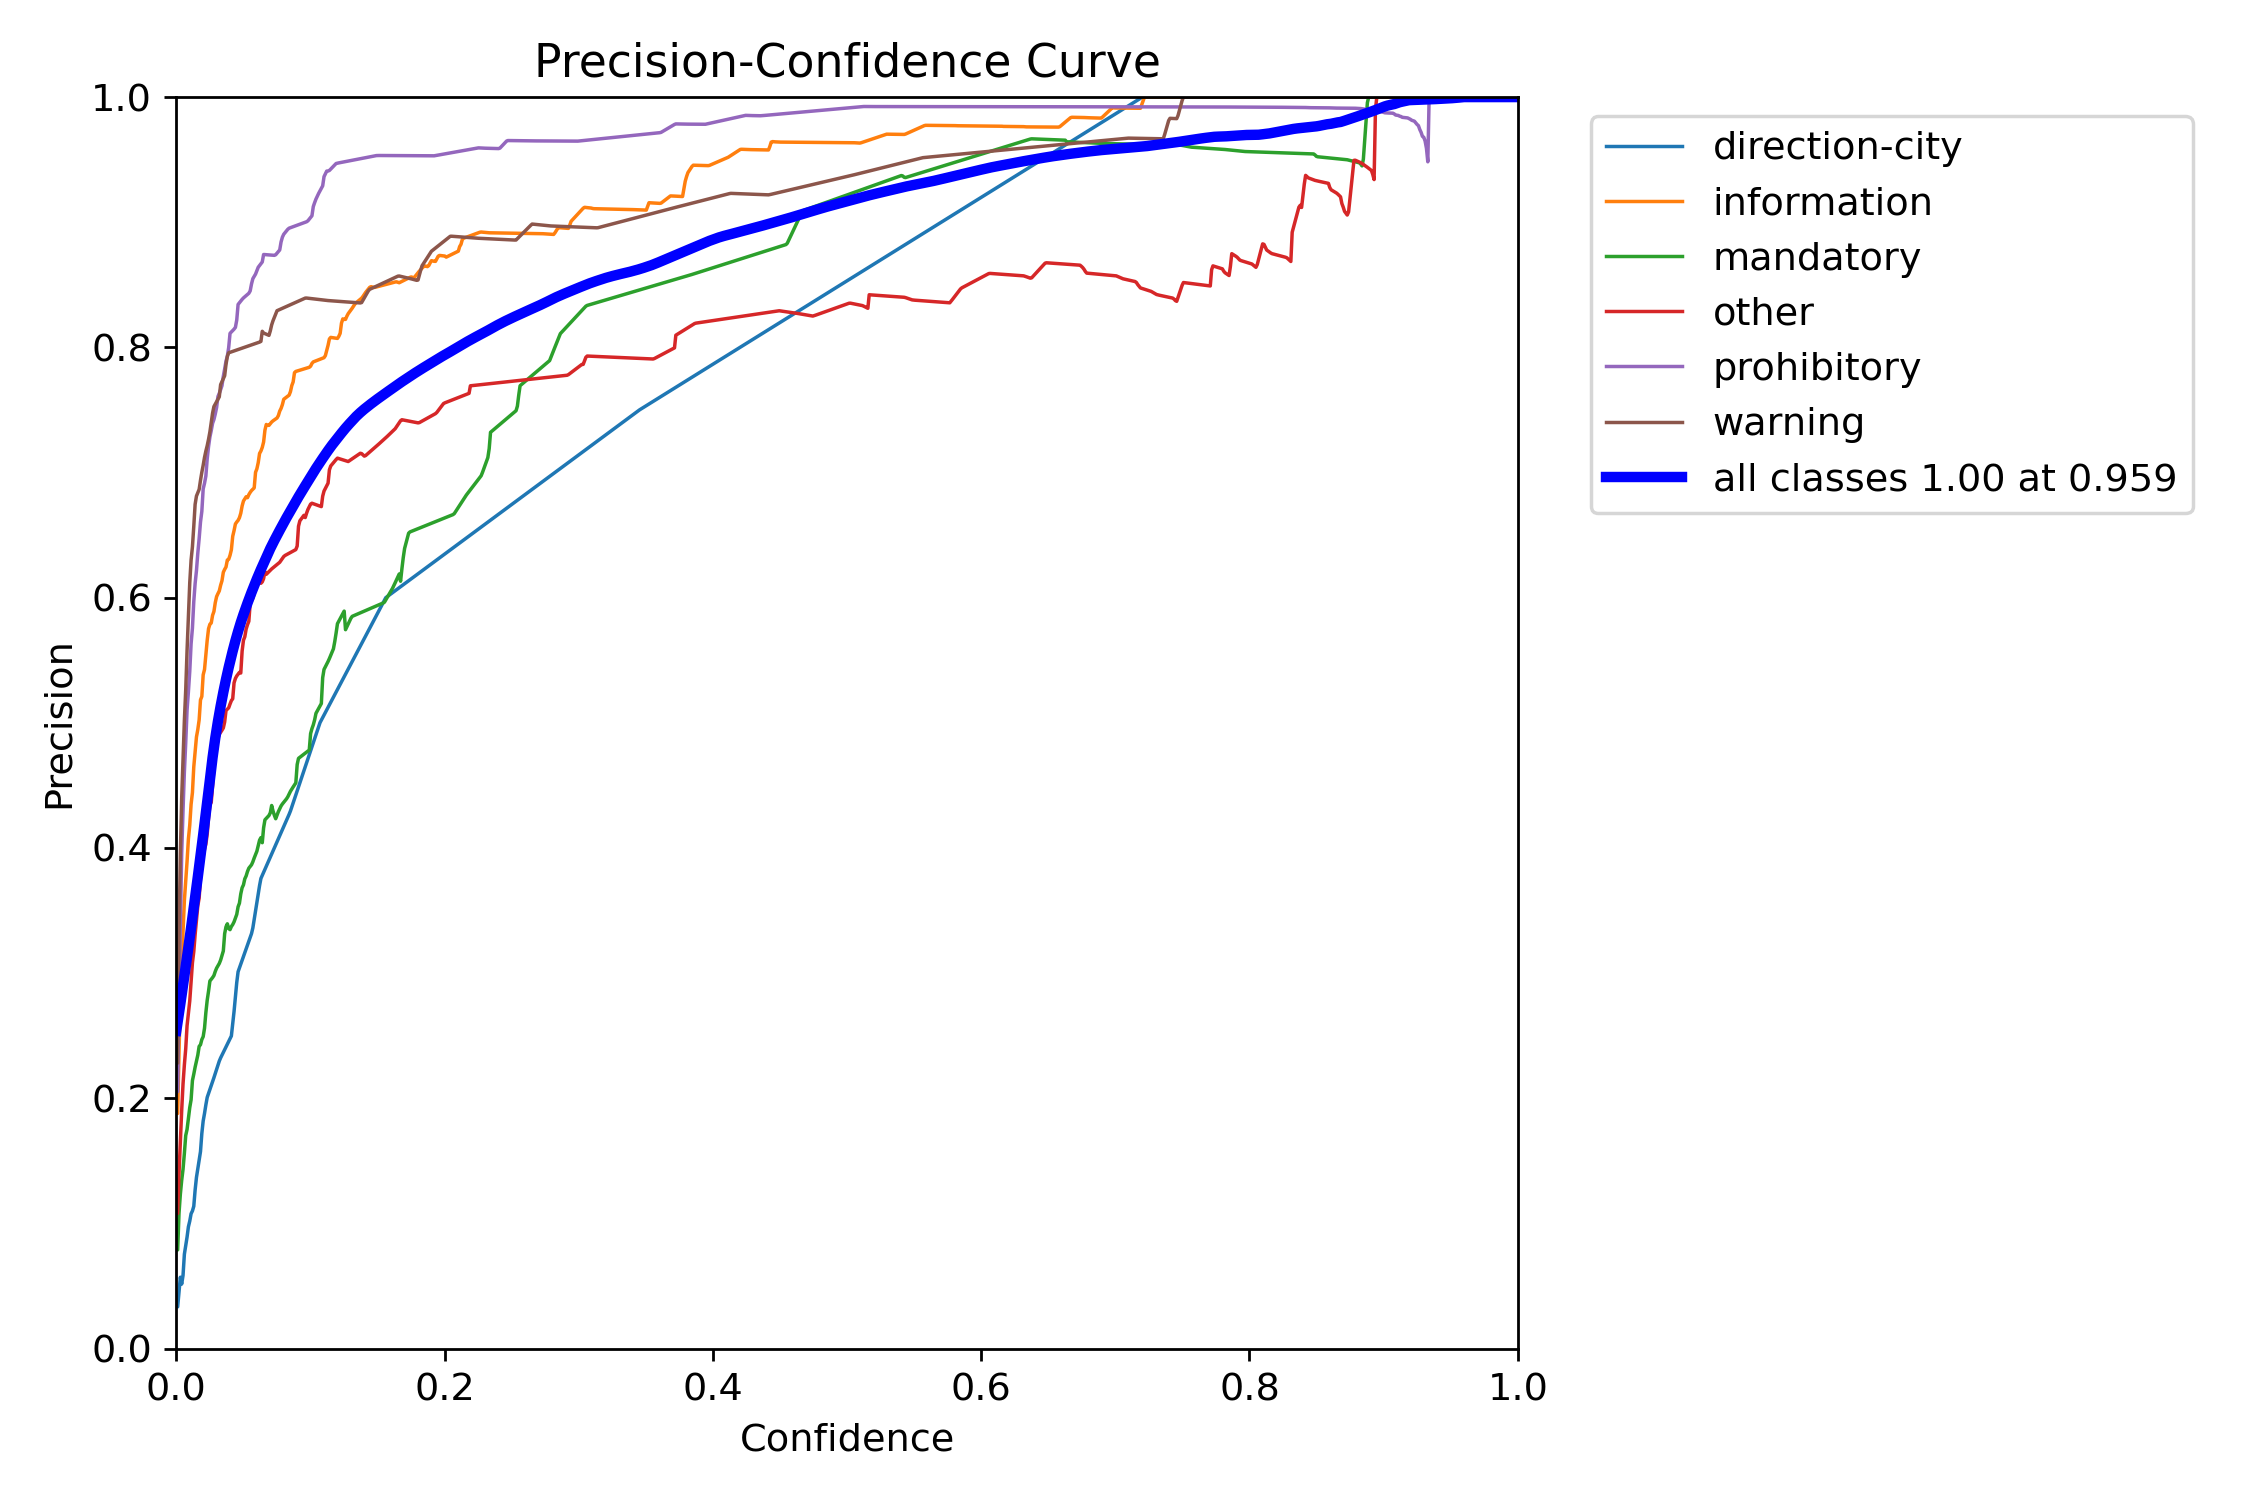 Precision-Confidence Curve
1.0
0.8
0.6
0.4
0.2
0.0
Precision
0.0 0.2 0.4 0.6 0.8 1.0
Confidence
direction-city
information
mandatory
other
prohibitory
warning
all classes 1.00 at 0.959